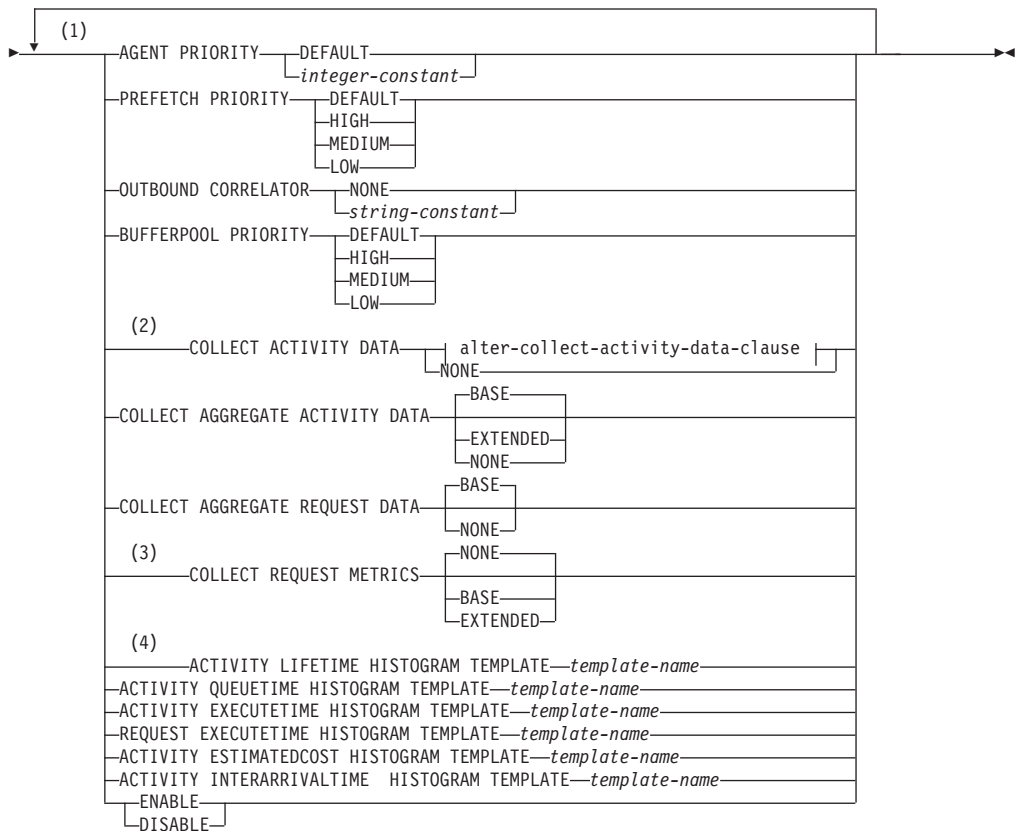 (1)
AGENT PRIORITY DEFAULT
integer-constant
PREFETCH PRIORITY DEFAULT
HIGH
MEDIUM
LOW
OUTBOUND CORRELATOR NONE
string-constant
BUFFERPOOL PRIORITY DEFAULT
HIGH
MEDIUM
LOW
(2)
COLLECT ACTIVITY DATA alter-collect-activity-data-clause
NONE
BASE
COLLECT AGGREGATE ACTIVITY DATA
EXTENDED
NONE
BASE
COLLECT AGGREGATE REQUEST DATA
NONE
(3)
NONE
COLLECT REQUEST METRICS
BASE
EXTENDED
(4)
ACTIVITY LIFETIME HISTOGRAM TEMPLATE template-name
ACTIVITY QUEUETIME HISTOGRAM TEMPLATE template-name
ACTIVITY EXECUTETIME HISTOGRAM TEMPLATE template-name
REQUEST EXECUTETIME HISTOGRAM TEMPLATE template-name
ACTIVITY ESTIMATEDCOST HISTOGRAM TEMPLATE template-name
ACTIVITY INTERARRIVALTIME HISTOGRAM TEMPLATE template-name
ENABLE
DISABLE